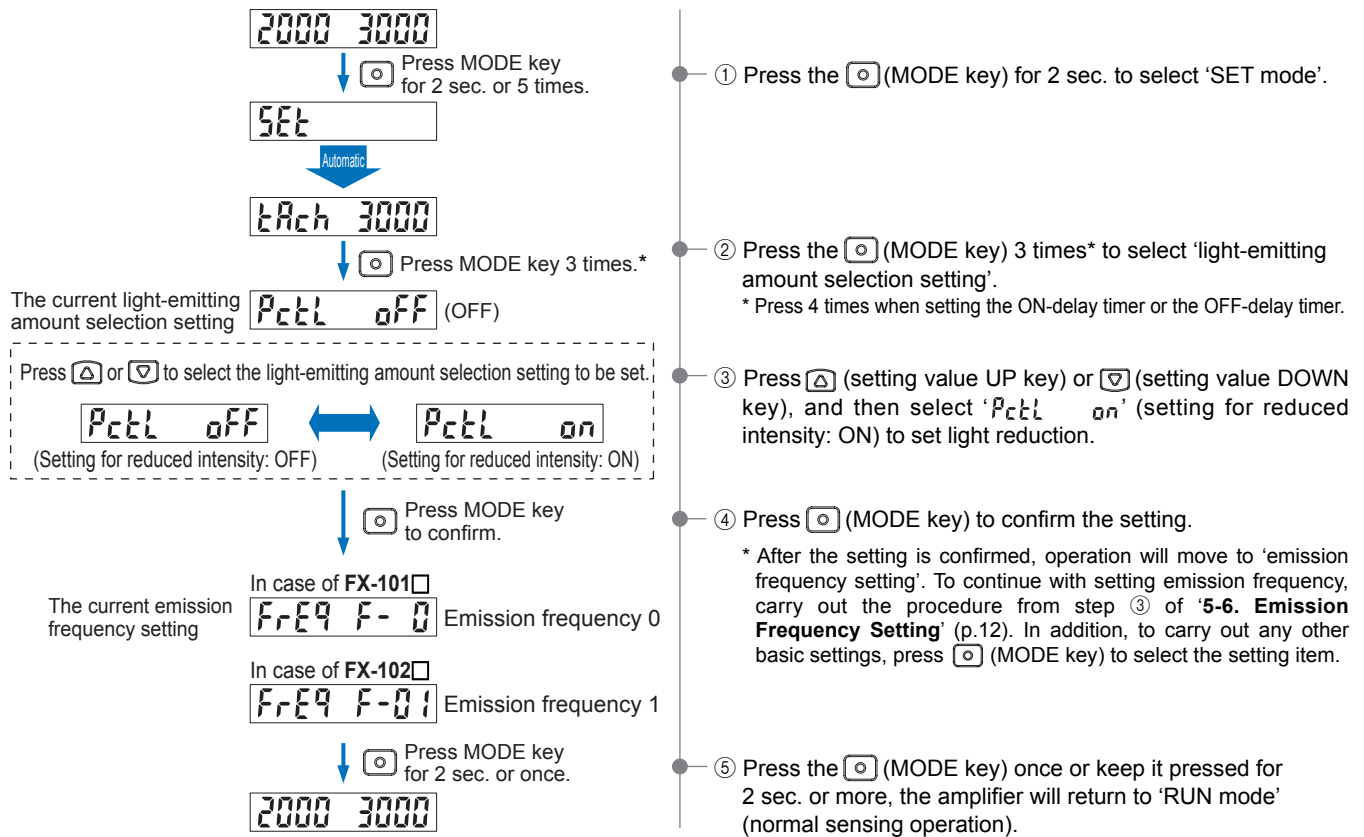 2000 3000
Press MODE key
for 2 sec. or 5 times.
SEt
Automatic
tAch 3000
Press MODE key 3 times.*
The current light-emitting
amount selection setting
Pctl oFF (OFF)
Press or to select the light-emitting amount selection setting to be set.
Pctl oFF
Pctl on
(Setting for reduced intensity: OFF)
(Setting for reduced intensity: ON)
Press MODE key
to confirm.
In case of FX-101□
The current emission
frequency setting
FrEq F- 0 Emission frequency 0
In case of FX-102□
FrEq F-01 Emission frequency 1
Press MODE key
for 2 sec. or once.
2000 3000
① Press the (MODE key) for 2 sec. to select ‘SET mode’.
② Press the (MODE key) 3 times* to select ‘light-emitting
amount selection setting’.
* Press 4 times when setting the ON-delay timer or the OFF-delay timer.
③ Press (setting value UP key) or (setting value DOWN
key), and then select ‘Pctl on’ (setting for reduced
intensity: ON) to set light reduction.
④ Press (MODE key) to confirm the setting.
* After the setting is confirmed, operation will move to ‘emission
frequency setting’. To continue with setting emission frequency,
carry out the procedure from step ③ of ‘5-6. Emission
Frequency Setting’ (p.12). In addition, to carry out any other
basic settings, press (MODE key) to select the setting item.
⑤ Press the (MODE key) once or keep it pressed for
2 sec. or more, the amplifier will return to ‘RUN mode’
(normal sensing operation).